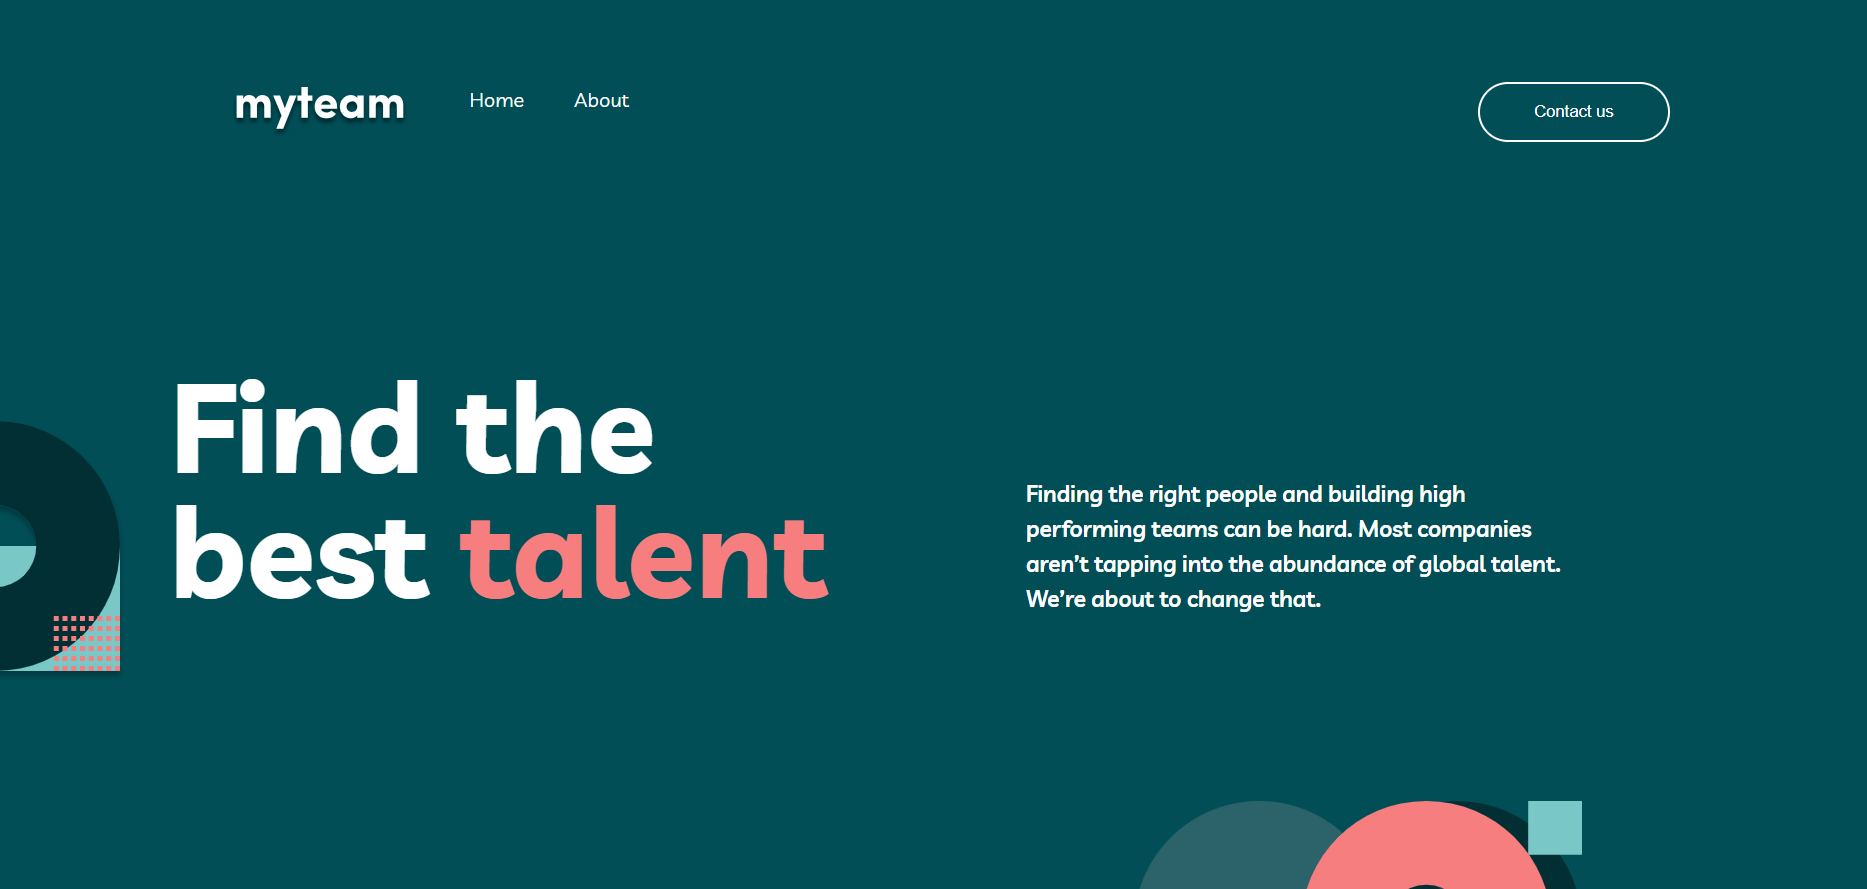 myteam
Home
About
Contact us
Find the
best talent
Finding the right people and building high
performing teams can be hard. Most companies
aren’t tapping into the abundance of global talent.
We’re about to change that.